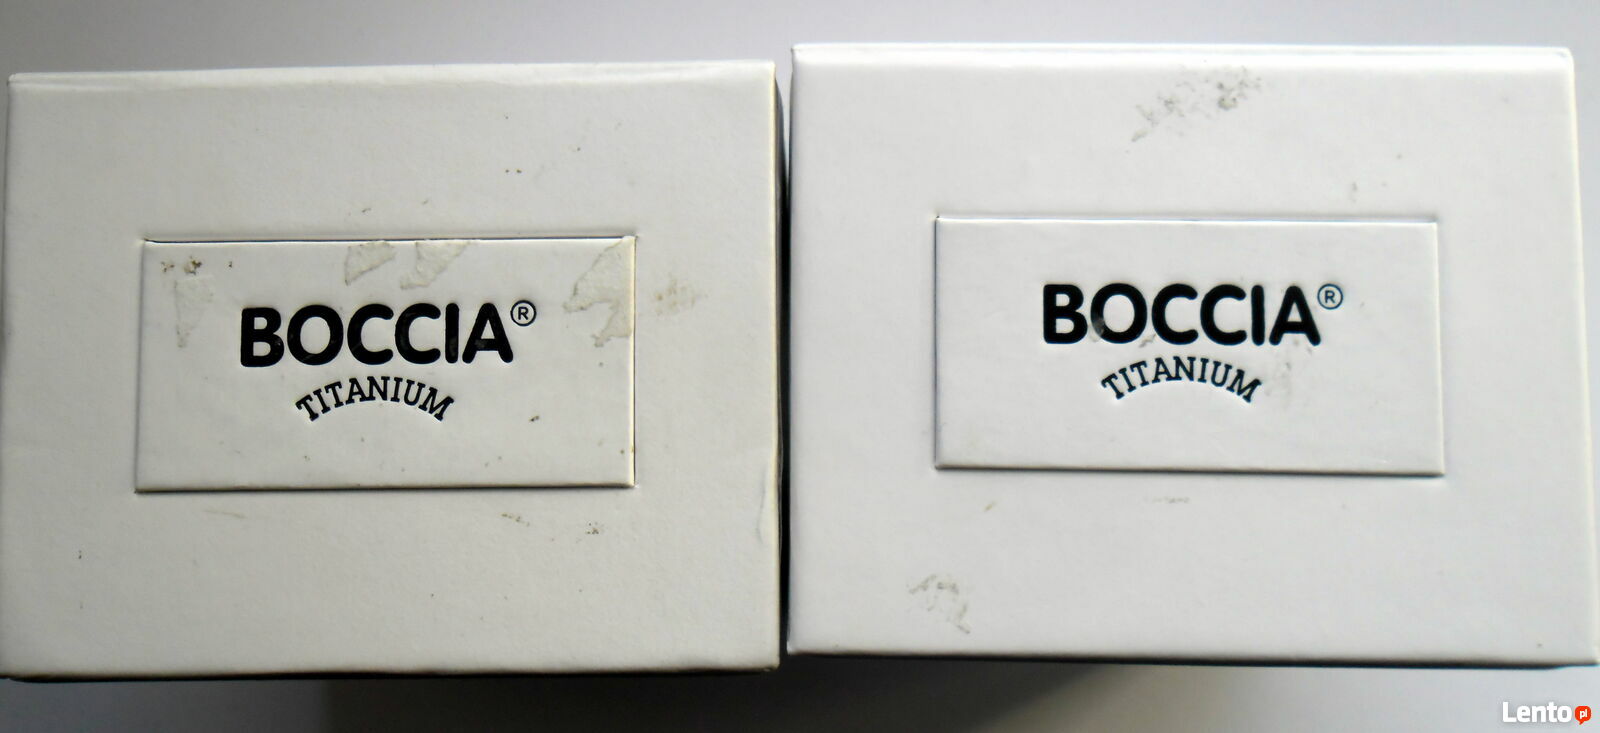 BOCCIA®
TITANIUM
BOCCIA®
TITANIUM
Lento pl